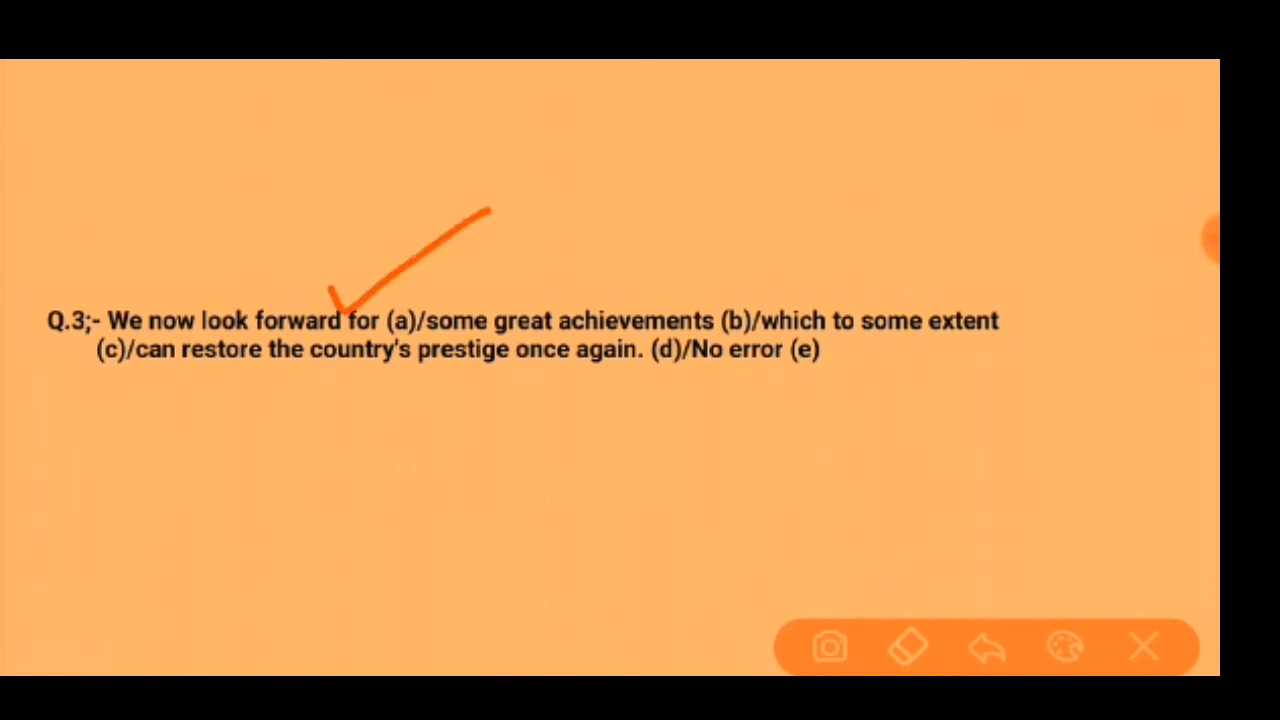 Q.3;- We now look forward for (a)/some great achievements (b)/which to some extent
(c)/can restore the country's prestige once again. (d)/No error (e)